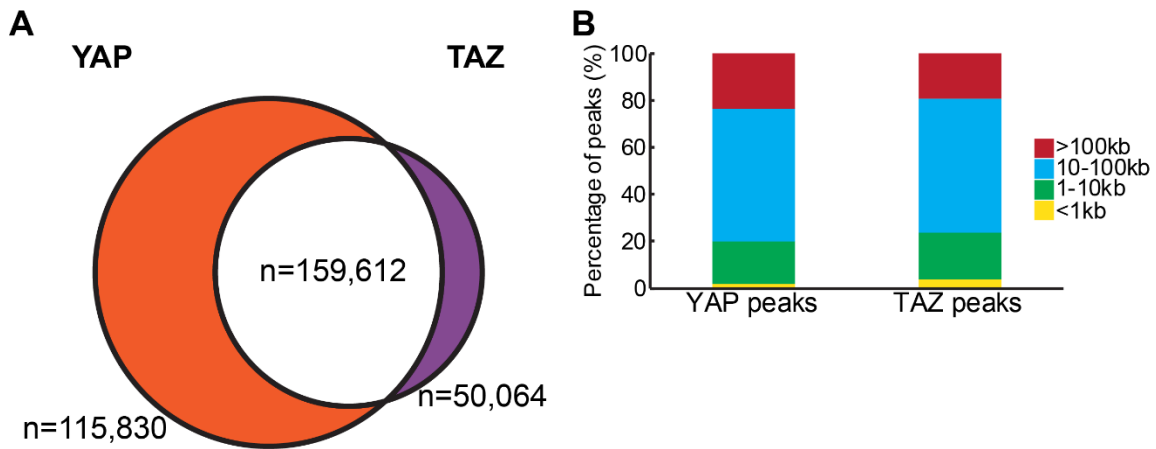 A
YAP
TAZ
n=159,612
n=50,064
n=115,830
B
Percentage of peaks (%)
100
80
60
40
20
0
YAP peaks
TAZ peaks
>100kb
10-100kb
1-10kb
<1kb